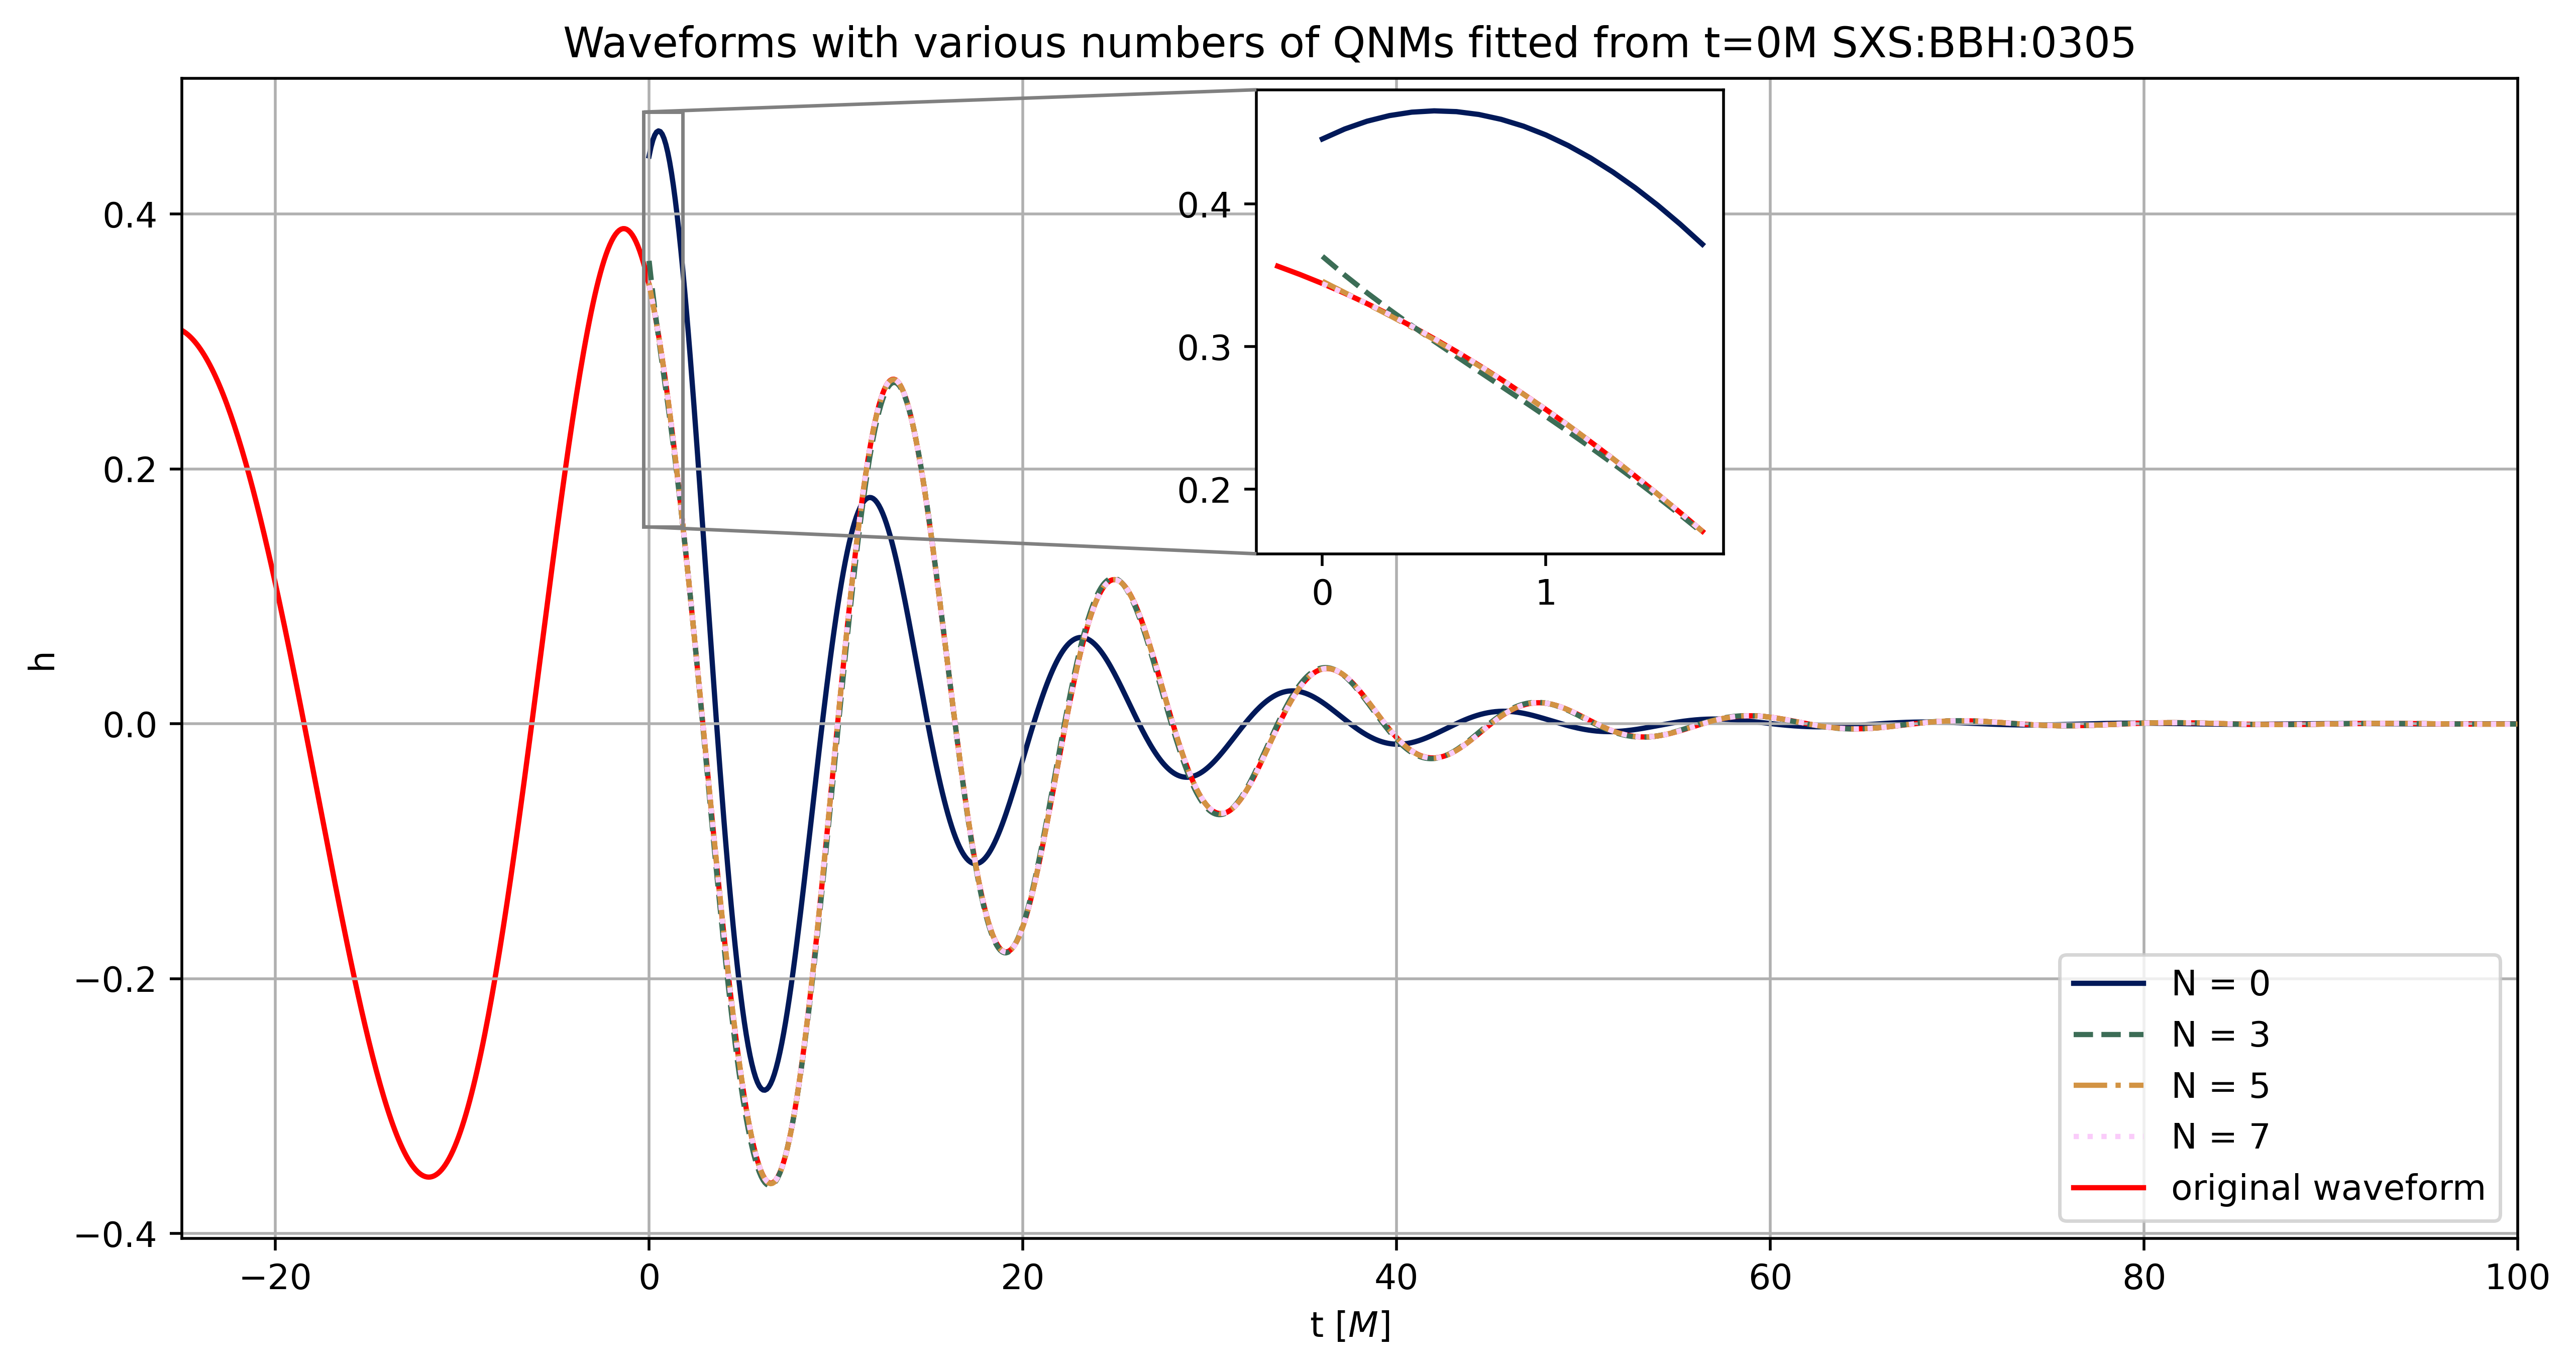 Waveforms with various numbers of QNMs fitted from t=0M SXS:BBH:0305
h
0.4
0.2
0.0
−0.2
−0.4
0.4
0.3
0.2
0 1
N = 0
N = 3
N = 5
N = 7
original waveform
−20 0 20 40 60 80 100
t [M]